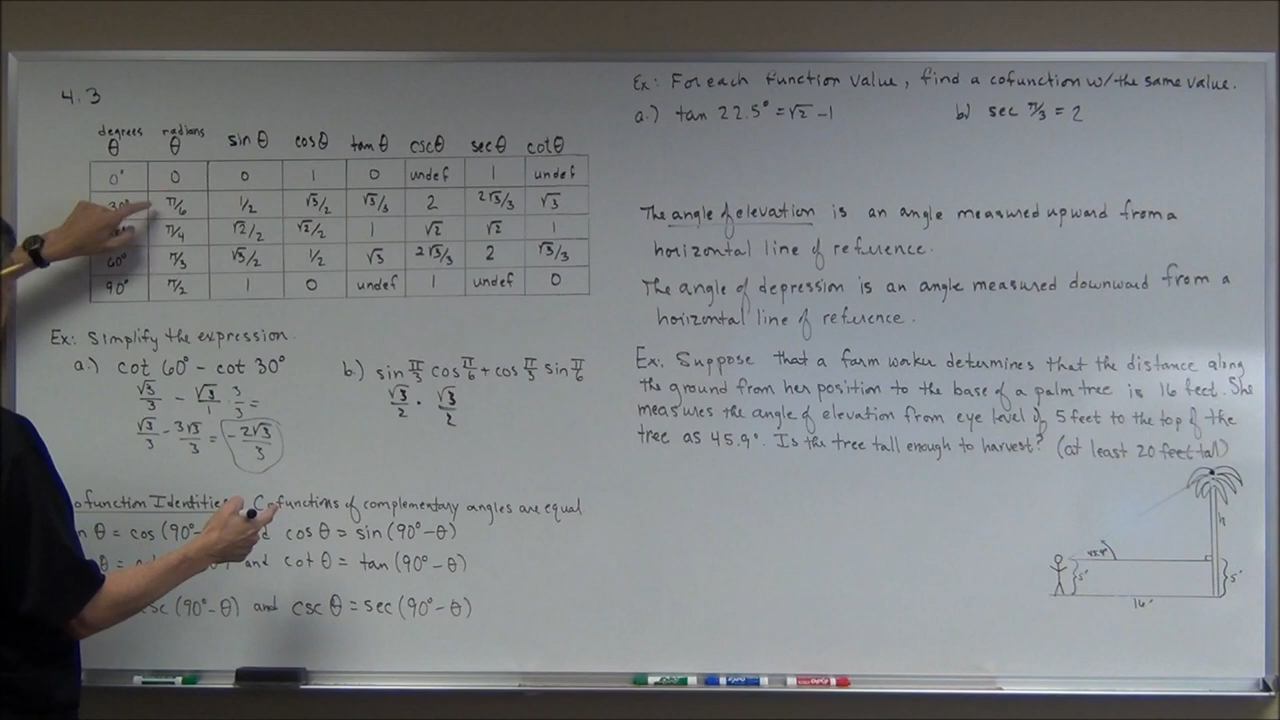 4.3
degrees θ radians θ sin θ cos θ tan θ csc θ sec θ cot θ
0° 0 0 1 0 undef 1 undef
30° π/6 1/2 √3/2 √3/3 2 2√3/3 √3
π/4 √2/2 √2/2 1 √2 √2 1
60° π/3 √3/2 1/2 √3 2√3/3 2 √3/3
90° π/2 1 0 undef 1 undef 0
Ex: Simplify the expression.
a.) cot 60° - cot 30°
√3/3 - √3/1 3/3 =
√3/3 - 3√3/3 = -2√3/3
b.) sin π/3 cos π/6 + cos π/3 sin π/6
√3/2 · √3/2
ofunction Identitie Cofunctions of complementary angles are equal
n θ = cos (90°- d cos θ = sin (90° - θ)
θ = and cot θ = tan (90° - θ)
sc (90° - θ) and csc θ = sec (90° - θ)
Ex: For each function value, find a cofunction w/ the same value.
a.) tan 22.5° = √2 - 1
b.) sec π/3 = 2
The angle of elevation is an angle measured upward from a
horizontal line of reference.
The angle of depression is an angle measured downward from a
horizontal line of reference.
Ex: Suppose that a farm worker determines that the distance along
the ground from her position to the base of a palm tree is 16 feet. She
measures the angle of elevation from eye level of 5 feet to the top of the
tree as 45.9°. Is the tree tall enough to harvest? (at least 20 feet tall)
h
45.9°
5'
5'
16'
EXPO
EXPO
EXPO